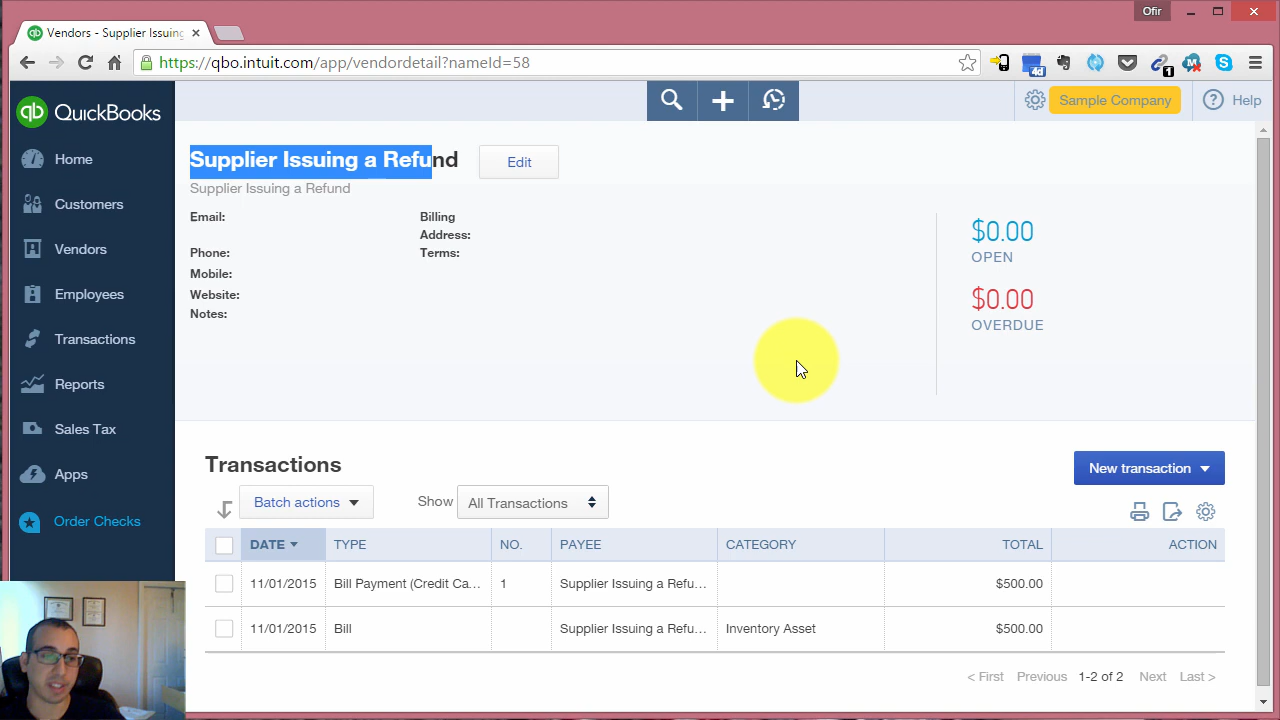 Ofir
Vendors - Supplier Issuing
https://qbo.intuit.com/app/vendordetail?nameId=58
4d
1
qb QuickBooks
Sample Company
? Help
Home
Customers
Vendors
Employees
Transactions
Reports
Sales Tax
Apps
Order Checks
Supplier Issuing a Refund
Edit
Supplier Issuing a Refund
Email:
Phone:
Mobile:
Website:
Notes:
Billing
Address:
Terms:
$0.00
OPEN
$0.00
OVERDUE
Transactions
New transaction
Batch actions
Show All Transactions
DATE TYPE NO. PAYEE CATEGORY TOTAL ACTION
11/01/2015 Bill Payment (Credit Ca... 1 Supplier Issuing a Refu... $500.00
11/01/2015 Bill Supplier Issuing a Refu... Inventory Asset $500.00
< First Previous 1-2 of 2 Next Last >